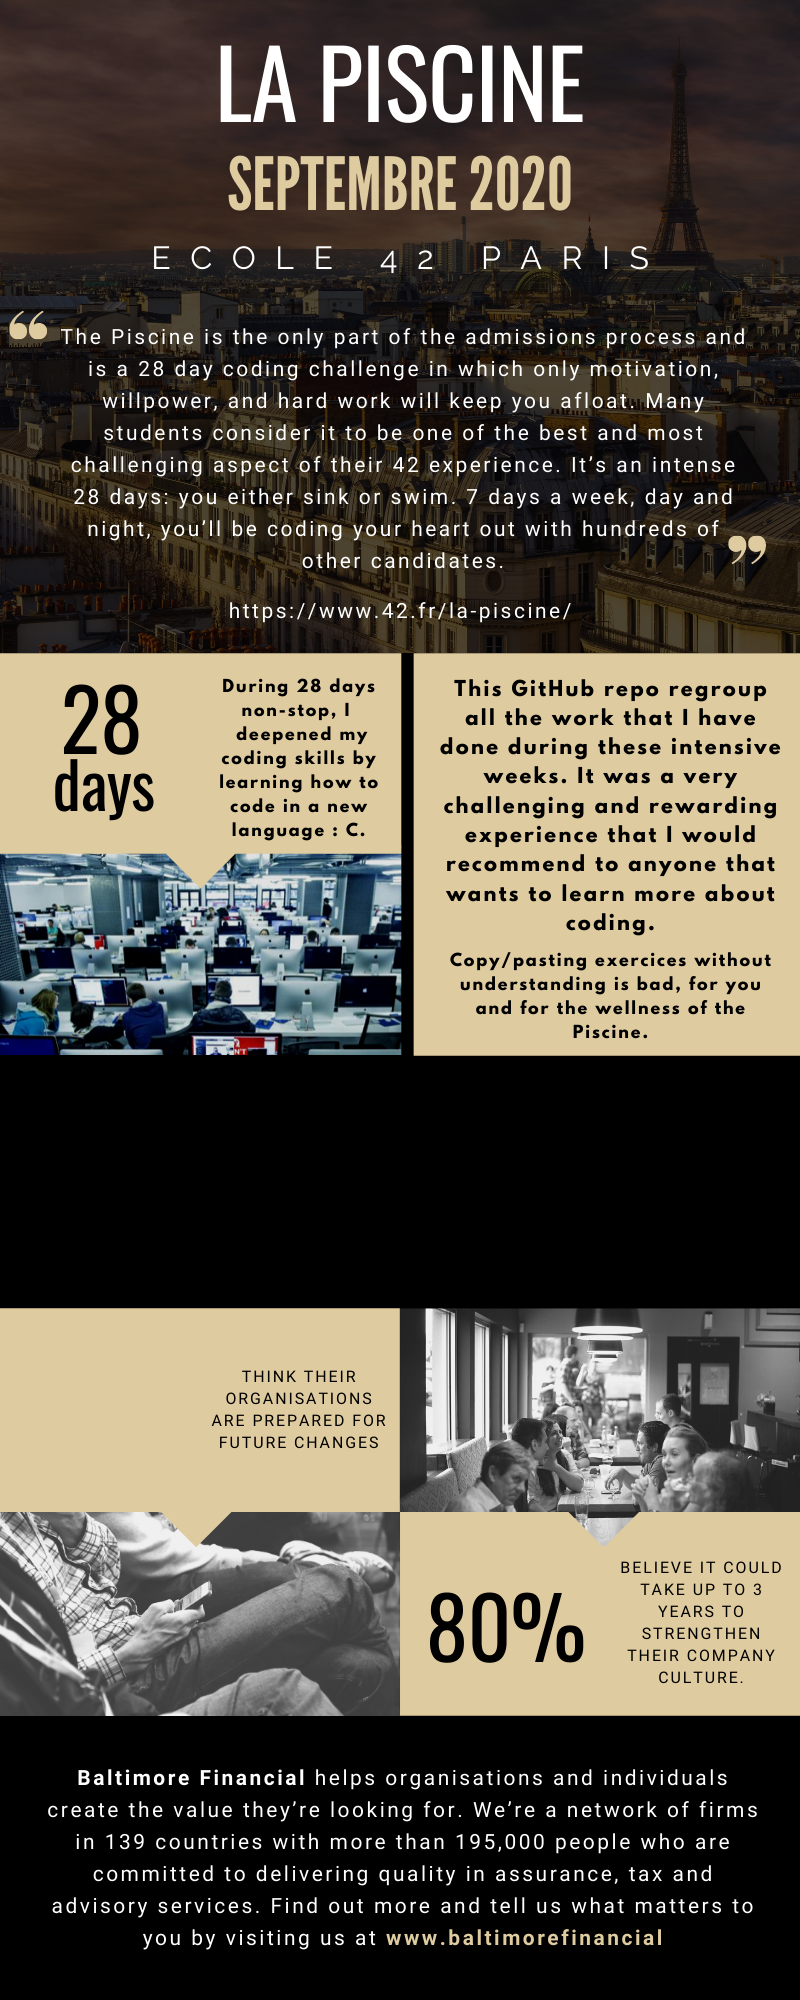 LA PISCINE
SEPTEMBRE 2020
ECOLE 42 PARIS
“
The Piscine is the only part of the admissions process and
is a 28 day coding challenge in which only motivation,
willpower, and hard work will keep you afloat. Many
students consider it to be one of the best and most
challenging aspect of their 42 experience. It’s an intense
28 days: you either sink or swim. 7 days a week, day and
night, you’ll be coding your heart out with hundreds of
other candidates.
”
https://www.42.fr/la-piscine/
28
days
During 28 days
non-stop, I
deepened my
coding skills by
learning how to
code in a new
language : C.
This GitHub repo regroup
all the work that I have
done during these intensive
weeks. It was a very
challenging and rewarding
experience that I would
recommend to anyone that
wants to learn more about
coding.
Copy/pasting exercices without
understanding is bad, for you
and for the wellness of the
Piscine.
THINK THEIR
ORGANISATIONS
ARE PREPARED FOR
FUTURE CHANGES
80%
BELIEVE IT COULD
TAKE UP TO 3
YEARS TO
STRENGTHEN
THEIR COMPANY
CULTURE.
Baltimore Financial helps organisations and individuals
create the value they’re looking for. We’re a network of firms
in 139 countries with more than 195,000 people who are
committed to delivering quality in assurance, tax and
advisory services. Find out more and tell us what matters to
you by visiting us at www.baltimorefinancial